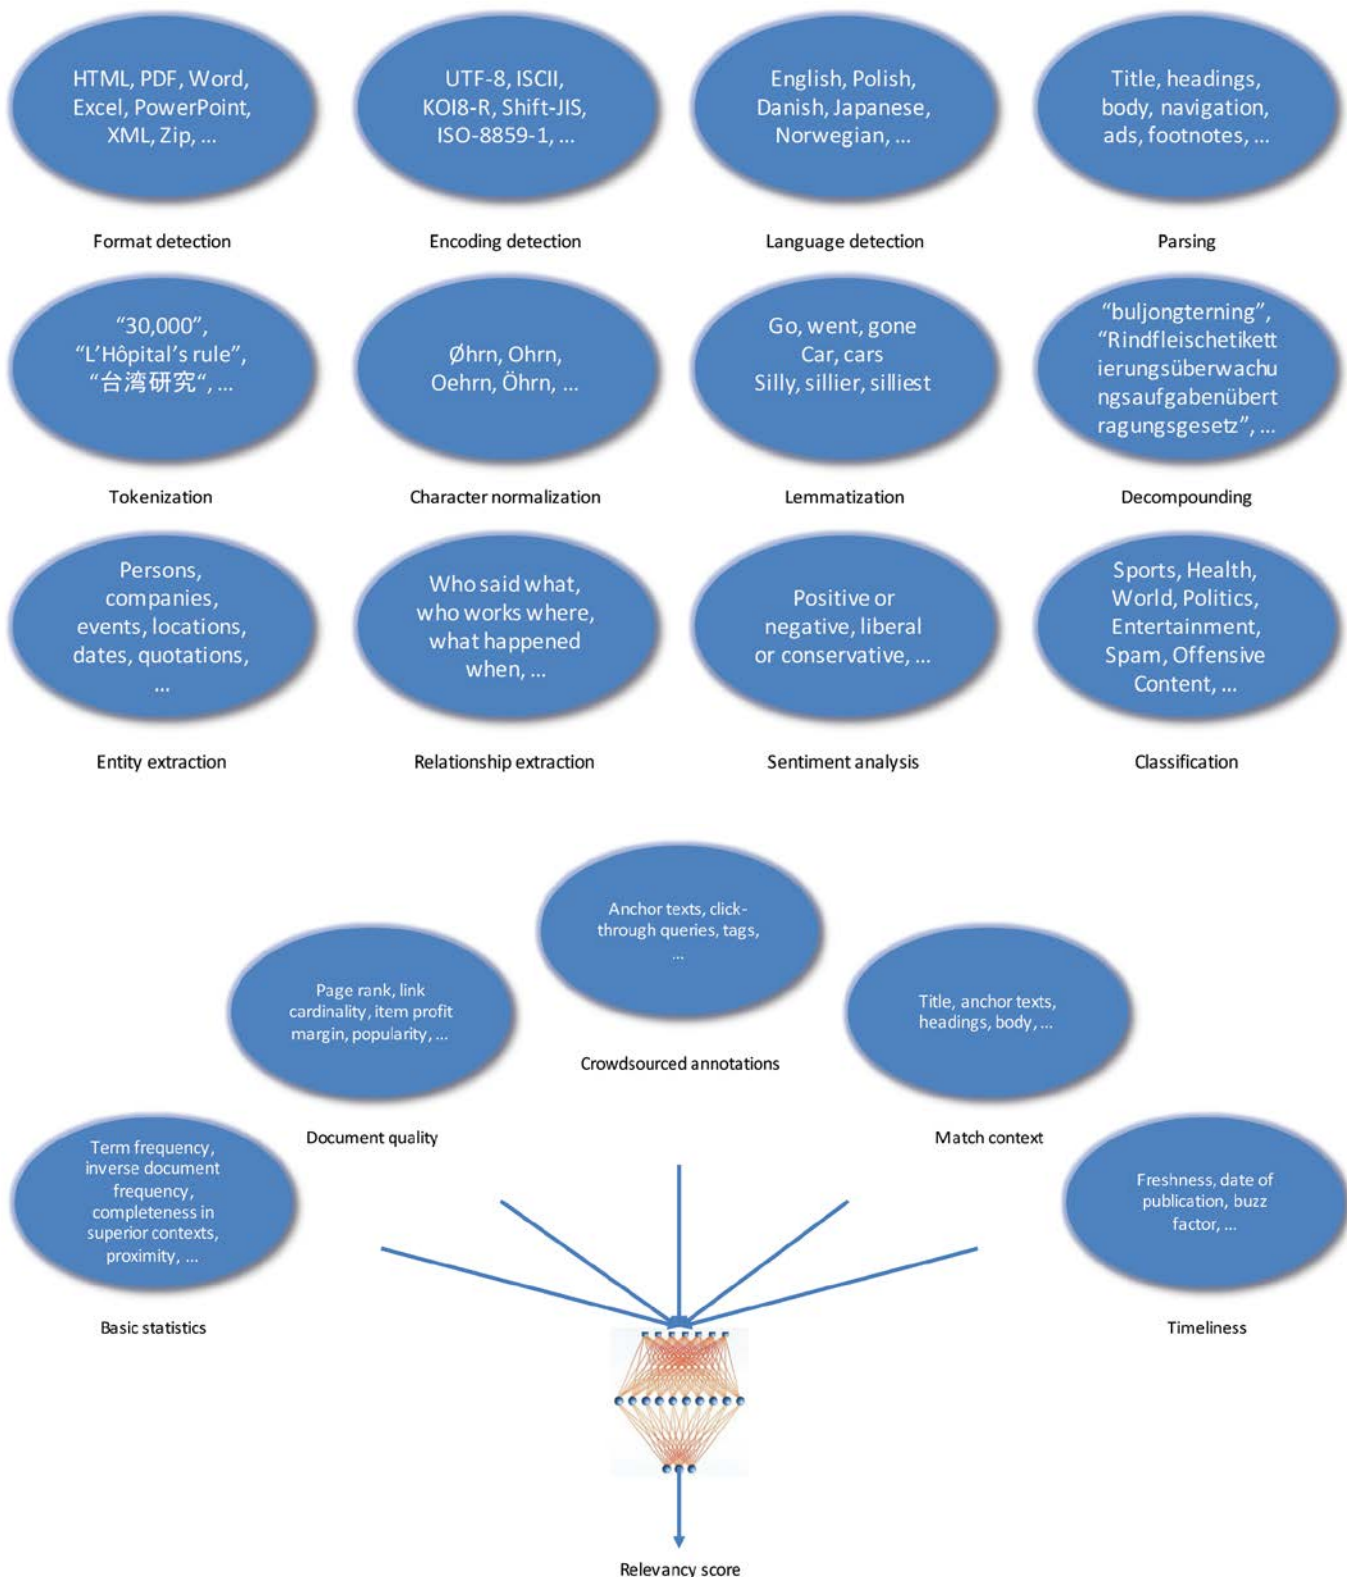 HTML, PDF, Word,
Excel, PowerPoint,
XML, Zip, ...
Format detection
UTF-8, ISCII,
KOI8-R, Shift-JIS,
ISO-8859-1, ...
Encoding detection
English, Polish,
Danish, Japanese,
Norwegian, ...
Language detection
Title, headings,
body, navigation,
ads, footnotes, ...
Parsing
“30,000”,
“L’Hôpital’s rule”,
“台湾研究“, ...
Tokenization
Øhrn, Ohrn,
Oehrn, Öhrn, ...
Character normalization
Go, went, gone
Car, cars
Silly, sillier, silliest
Lemmatization
“buljongterning”,
“Rindfleischetikett
ierungsüberwachu
ngsaufgabenübert
ragungsgesetz”, ...
Decompounding
Persons,
companies,
events, locations,
dates, quotations,
...
Entity extraction
Who said what,
who works where,
what happened
when, ...
Relationship extraction
Positive or
negative, liberal
or conservative, ...
Sentiment analysis
Sports, Health,
World, Politics,
Entertainment,
Spam, Offensive
Content, ...
Classification
Term frequency,
inverse document
frequency,
completeness in
superior contexts,
proximity, ...
Basic statistics
Page rank, link
cardinality, item profit
margin, popularity, ...
Document quality
Anchor texts, click-
through queries, tags,
...
Crowdsourced annotations
Title, anchor texts,
headings, body, ...
Match context
Freshness, date of
publication, buzz
factor, ...
Timeliness
Relevancy score